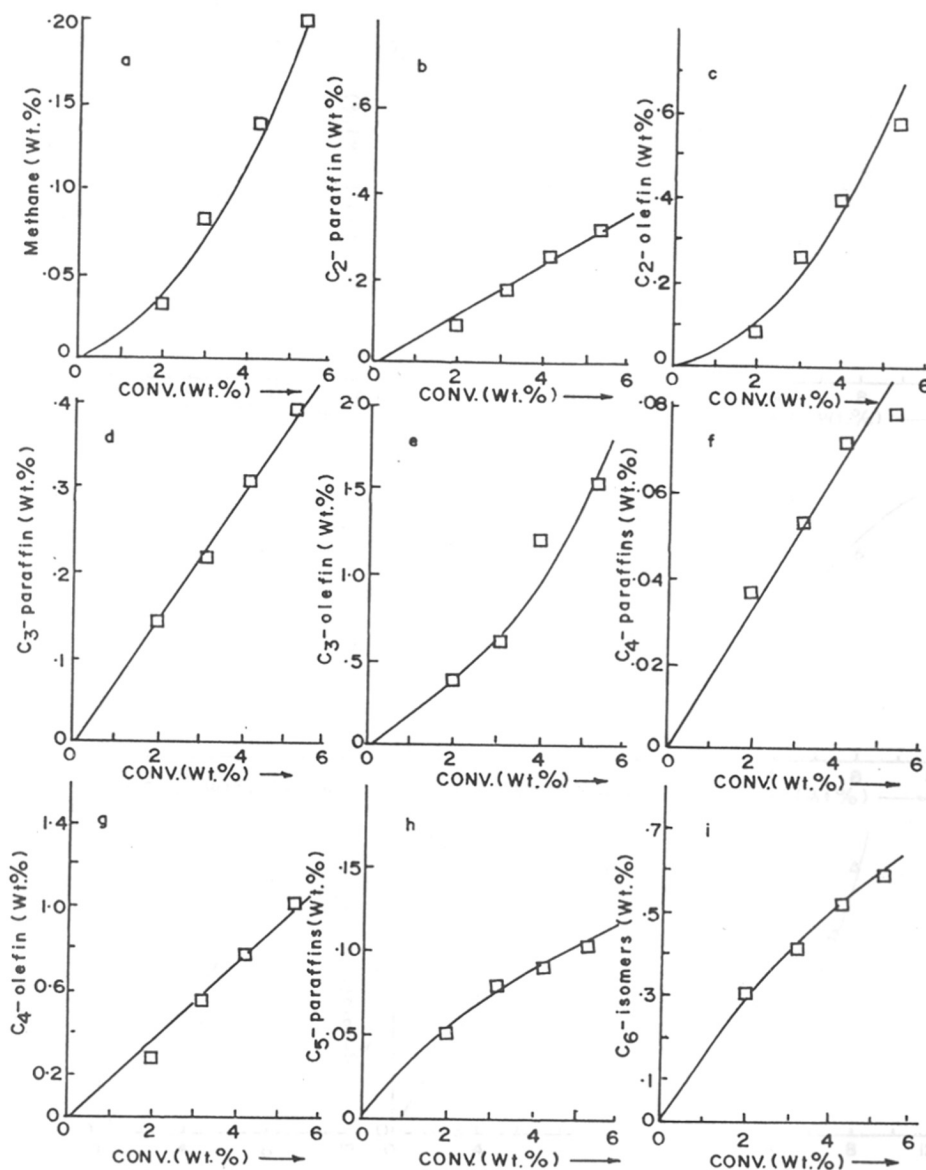 a
Methane (Wt.%)
·20
·15
·10
·05
0
0 2 4 6
CONV.(Wt.%)
b
C2-paraffin (Wt%)
·6
·4
·2
0
0 2 4 6
CONV.(Wt.%)
c
C2-olefin (Wt%)
·6
·4
·2
0
0 2 4 6
CONV.(Wt.%)
d
C3-paraffin (Wt.%)
·4
·3
·2
·1
0
0 2 4 6
CONV.(Wt.%)
e
C3-olefin (Wt.%)
2.0
1.5
1.0
·5
0
0 2 4 6
CONV.(Wt.%)
f
C4-paraffins (Wt.%)
0.08
0.06
·04
·02
0
0 2 4 6
CONV.(Wt.%)
g
C4-olefin (Wt.%)
1.4
1.0
0.6
0.2
0
0 2 4 6
CONV.(Wt.%)
h
C5-paraffins(Wt.%)
·15
·10
·05
0
0 2 4 6
CONV.(Wt.%)
i
C6-isomers (Wt.%)
·7
·5
·3
·1
0
0 2 4 6
CONV.(Wt.%)